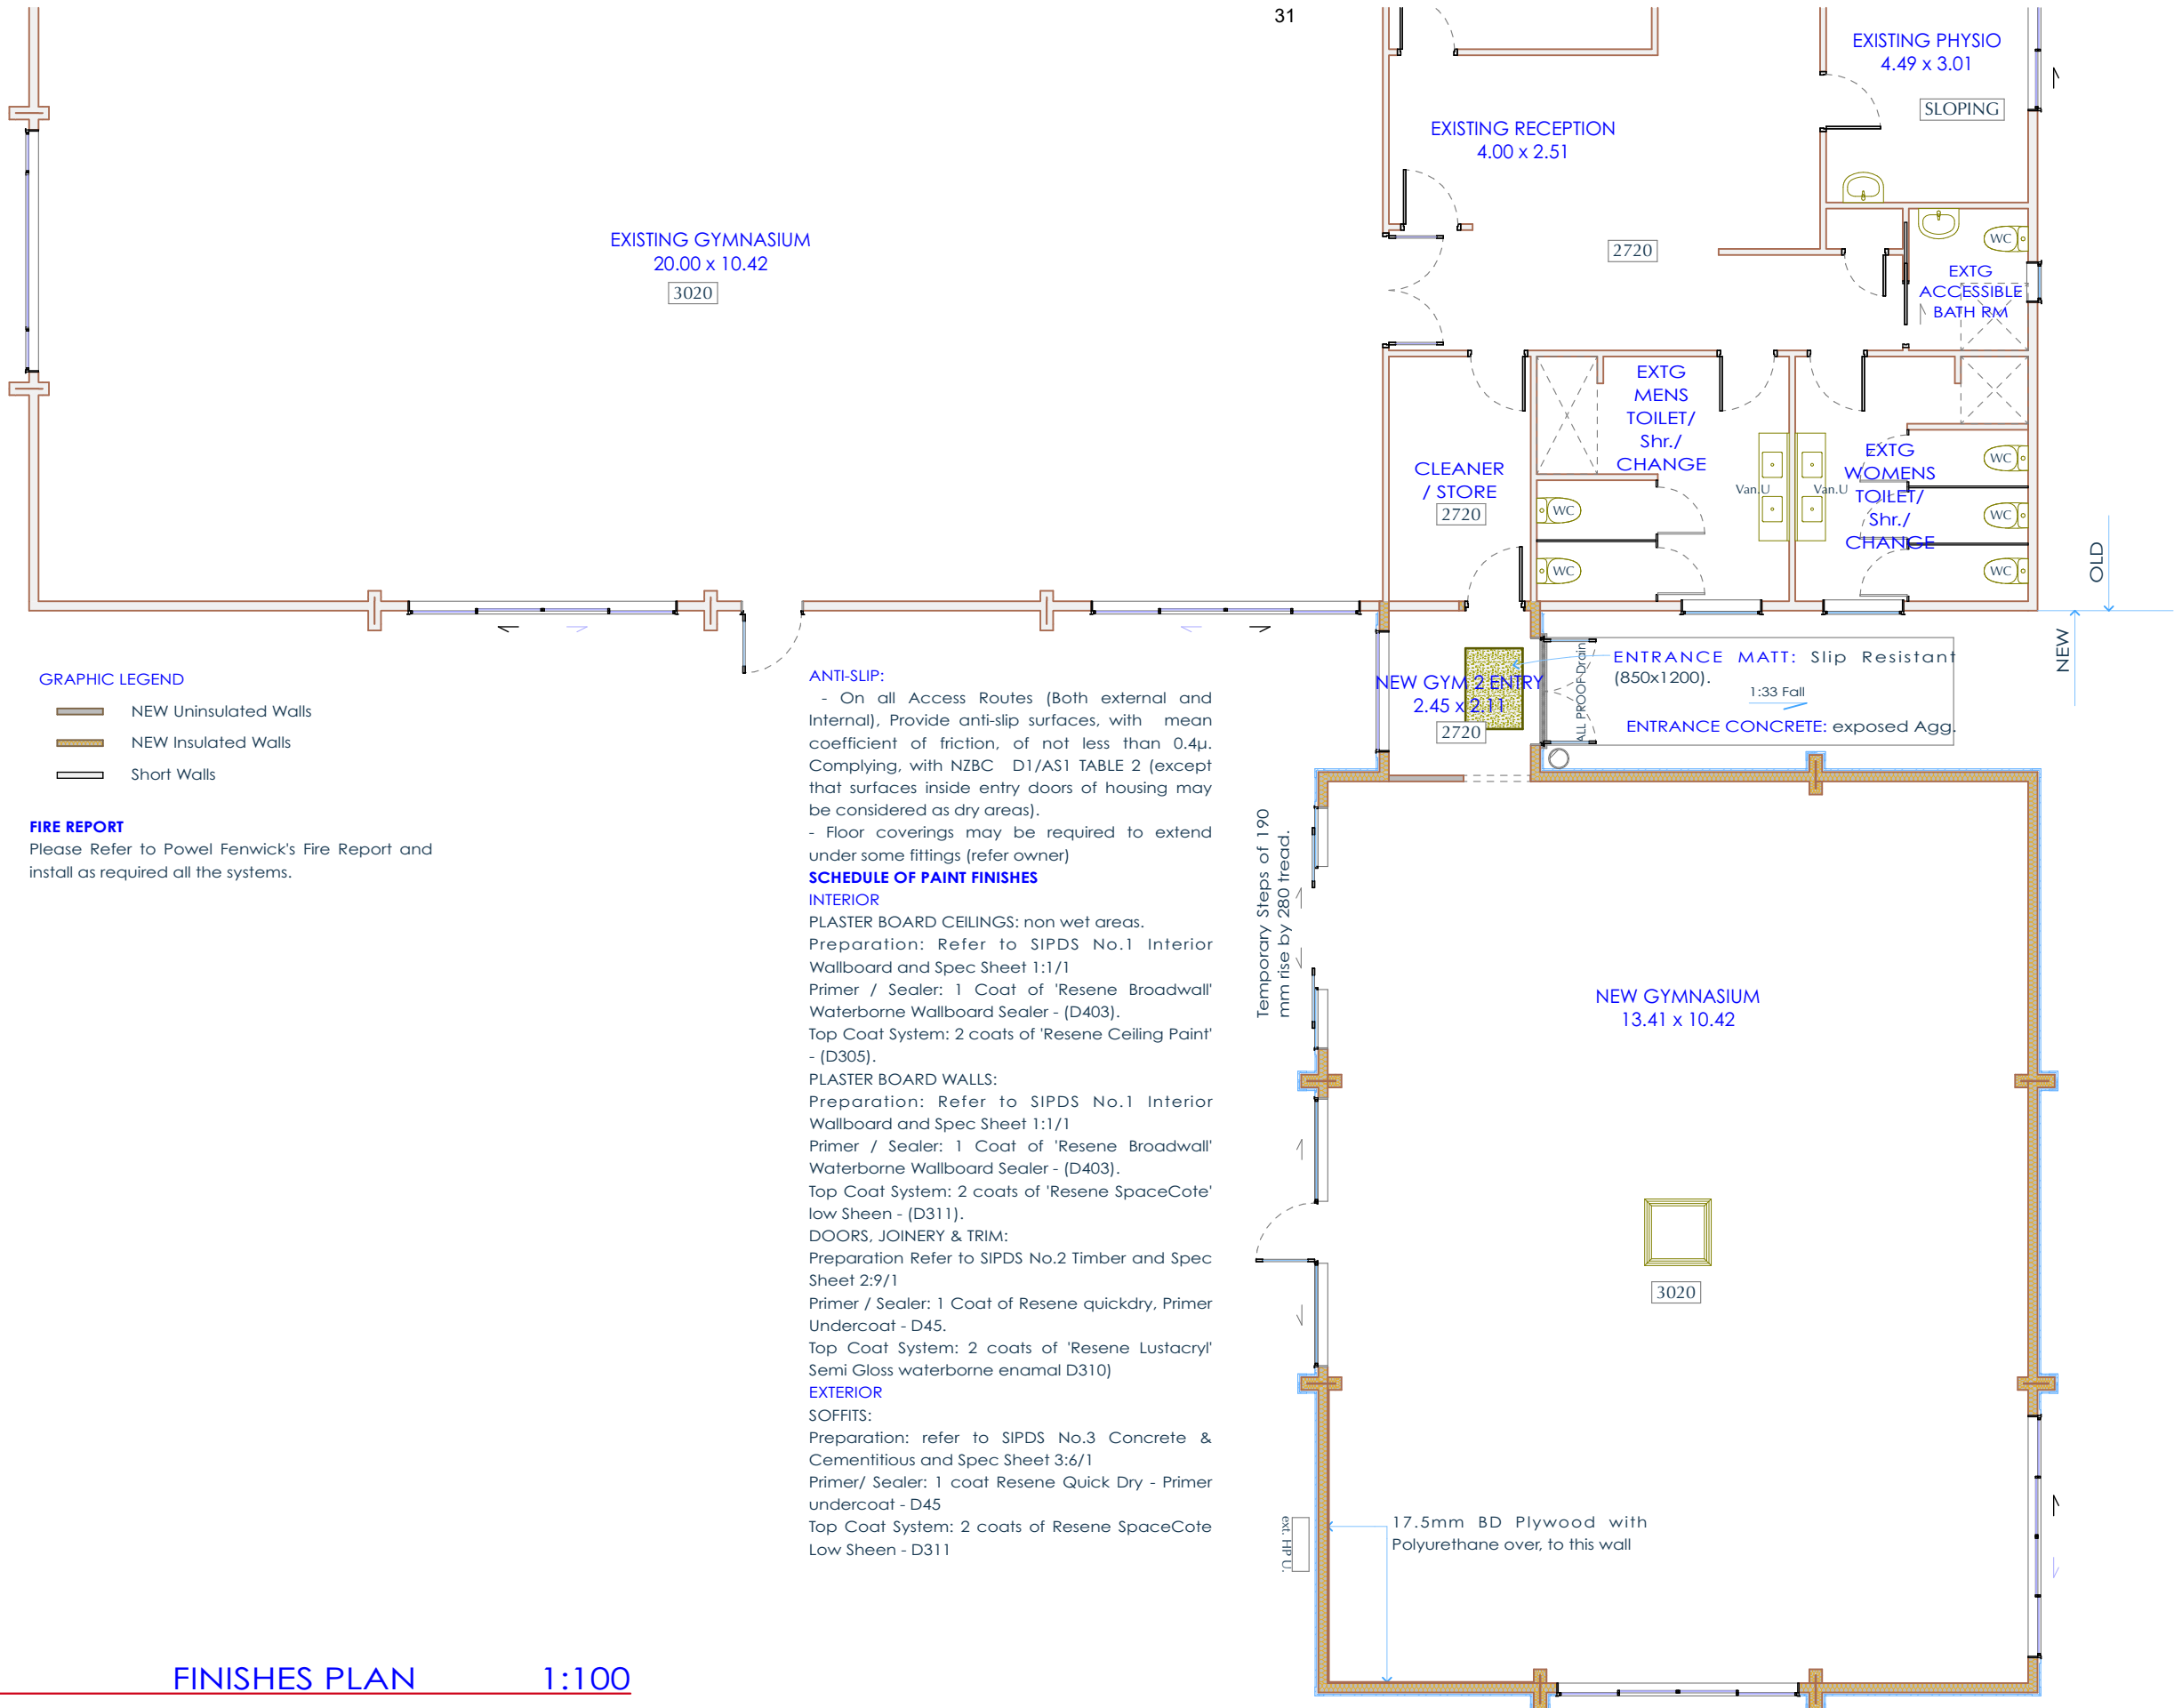 31
EXISTING PHYSIO
4.49 x 3.01
SLOPING
EXISTING RECEPTION
4.00 x 2.51
EXISTING GYMNASIUM
20.00 x 10.42
3020
2720
WC
EXTG
ACCESSIBLE
BATH RM
EXTG
MENS
TOILET/
Shr./
CHANGE
CLEANER
/ STORE
2720
WC
WC
Van.U
Van.U
EXTG
WOMENS
TOILET/
Shr./
CHANGE
WC
WC
WC
OLD
NEW
GRAPHIC LEGEND
NEW Uninsulated Walls
NEW Insulated Walls
Short Walls
FIRE REPORT
Please Refer to Powel Fenwick's Fire Report and
install as required all the systems.
ANTI-SLIP:
- On all Access Routes (Both external and
Internal), Provide anti-slip surfaces, with mean
coefficient of friction, of not less than 0.4µ.
Complying, with NZBC D1/AS1 TABLE 2 (except
that surfaces inside entry doors of housing may
be considered as dry areas).
- Floor coverings may be required to extend
under some fittings (refer owner)
SCHEDULE OF PAINT FINISHES
INTERIOR
PLASTER BOARD CEILINGS: non wet areas.
Preparation: Refer to SIPDS No.1 Interior
Wallboard and Spec Sheet 1:1/1
Primer / Sealer: 1 Coat of 'Resene Broadwall'
Waterborne Wallboard Sealer - (D403).
Top Coat System: 2 coats of 'Resene Ceiling Paint'
- (D305).
PLASTER BOARD WALLS:
Preparation: Refer to SIPDS No.1 Interior
Wallboard and Spec Sheet 1:1/1
Primer / Sealer: 1 Coat of 'Resene Broadwall'
Waterborne Wallboard Sealer - (D403).
Top Coat System: 2 coats of 'Resene SpaceCote'
low Sheen - (D311).
DOORS, JOINERY & TRIM:
Preparation Refer to SIPDS No.2 Timber and Spec
Sheet 2:9/1
Primer / Sealer: 1 Coat of Resene quickdry, Primer
Undercoat - D45.
Top Coat System: 2 coats of 'Resene Lustacryl'
Semi Gloss waterborne enamal D310)
EXTERIOR
SOFFITS:
Preparation: refer to SIPDS No.3 Concrete &
Cementitious and Spec Sheet 3:6/1
Primer/ Sealer: 1 coat Resene Quick Dry - Primer
undercoat - D45
Top Coat System: 2 coats of Resene SpaceCote
Low Sheen - D311
NEW GYM 2 ENTRY
2.45 x 2.11
2720
ALL PROOF Drain
ENTRANCE MATT: Slip Resistant
(850x1200).
1:33 Fall
ENTRANCE CONCRETE: exposed Agg.
Temporary Steps of 190
mm rise by 280 tread.
NEW GYMNASIUM
13.41 x 10.42
3020
ext. HP U.
17.5mm BD Plywood with
Polyurethane over, to this wall
FINISHES PLAN 1:100